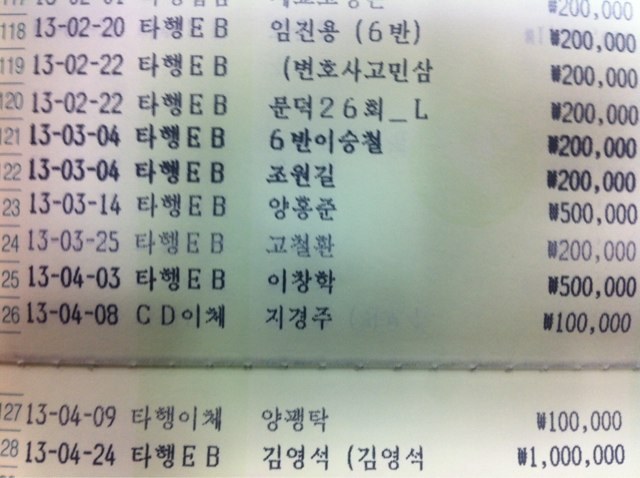 ₩200,000
118 13-02-20 타행EB 임진용 (6반) ₩200,000
119 13-02-22 타행EB (변호사고민삼 ₩200,000
120 13-02-22 타행EB 문덕26회_L ₩200,000
121 13-03-04 타행EB 6반이승철 ₩200,000
22 13-03-04 타행EB 조원길 ₩200,000
23 13-03-14 타행EB 양홍준 ₩500,000
24 13-03-25 타행EB 고철환 ₩200,000
25 13-04-03 타행EB 이창학 ₩500,000
26 13-04-08 CD이체 지경주 ₩100,000
127 13-04-09 타행이체 양꽹탁 ₩100,000
28 13-04-24 타행EB 김영석 (김영석 ₩1,000,000